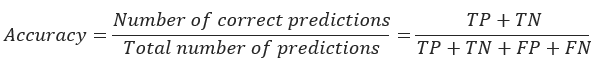 Accuracy = Number of correct predictions / Total number of predictions = TP + TN / TP + TN + FP + FN